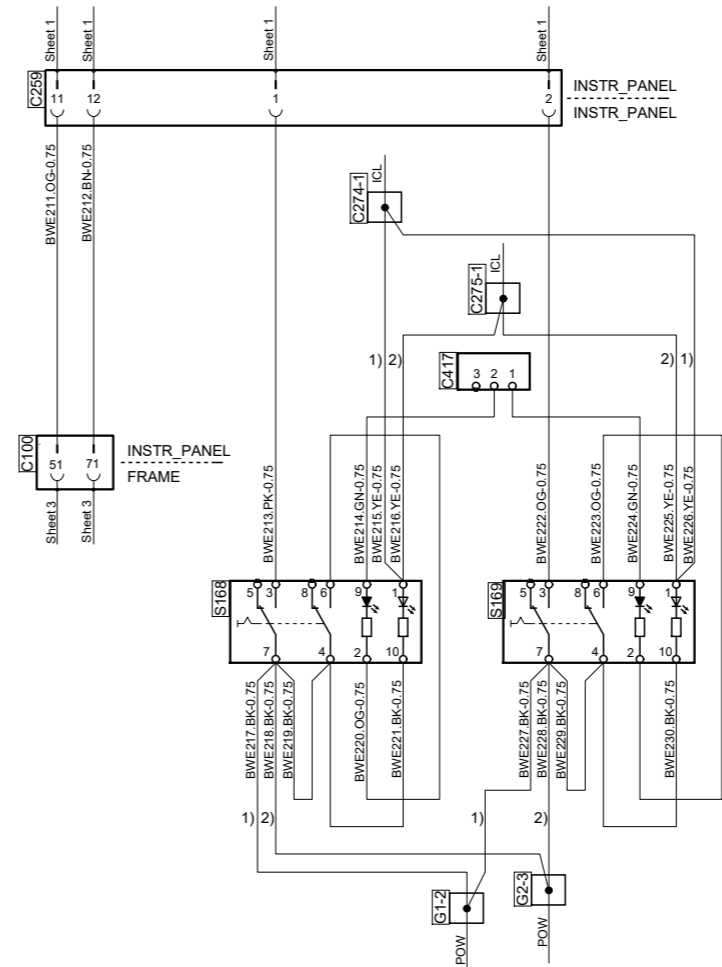 Sheet 1
Sheet 1
Sheet 1
Sheet 1
C259
11
12
1
2
INSTR_PANEL
INSTR_PANEL
BWE211.OG-0.75
BWE212.BN-0.75
C274-1
ICL
C275-1
ICL
1)
2)
2)
1)
C417
3
2
1
C100
51
71
INSTR_PANEL
FRAME
Sheet 3
Sheet 3
BWE213.PK-0.75
BWE214.GN-0.75
BWE215.YE-0.75
BWE216.YE-0.75
BWE222.OG-0.75
BWE223.OG-0.75
BWE224.GN-0.75
BWE225.YE-0.75
BWE226.YE-0.75
S168
5
3
8
6
9
1
7
4
2
10
S169
5
3
8
6
9
1
7
4
2
10
BWE217.BK-0.75
BWE218.BK-0.75
BWE219.BK-0.75
BWE220.OG-0.75
BWE221.BK-0.75
BWE227.BK-0.75
BWE228.BK-0.75
BWE229.BK-0.75
BWE230.BK-0.75
1)
2)
1)
2)
G1-2
POW
G2-3
POW